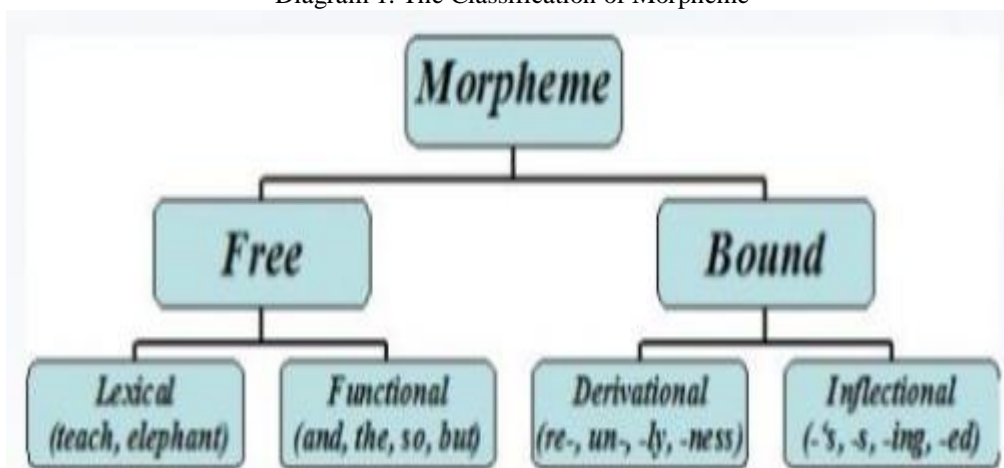 Diagram 1. The Classification of Morpheme
Morpheme
Free
Bound
Lexical
(teach, elephant)
Functional
(and, the, so, but)
Derivational
(re-, un-, -ly, -ness)
Inflectional
(-‘s, -s, -ing, -ed)